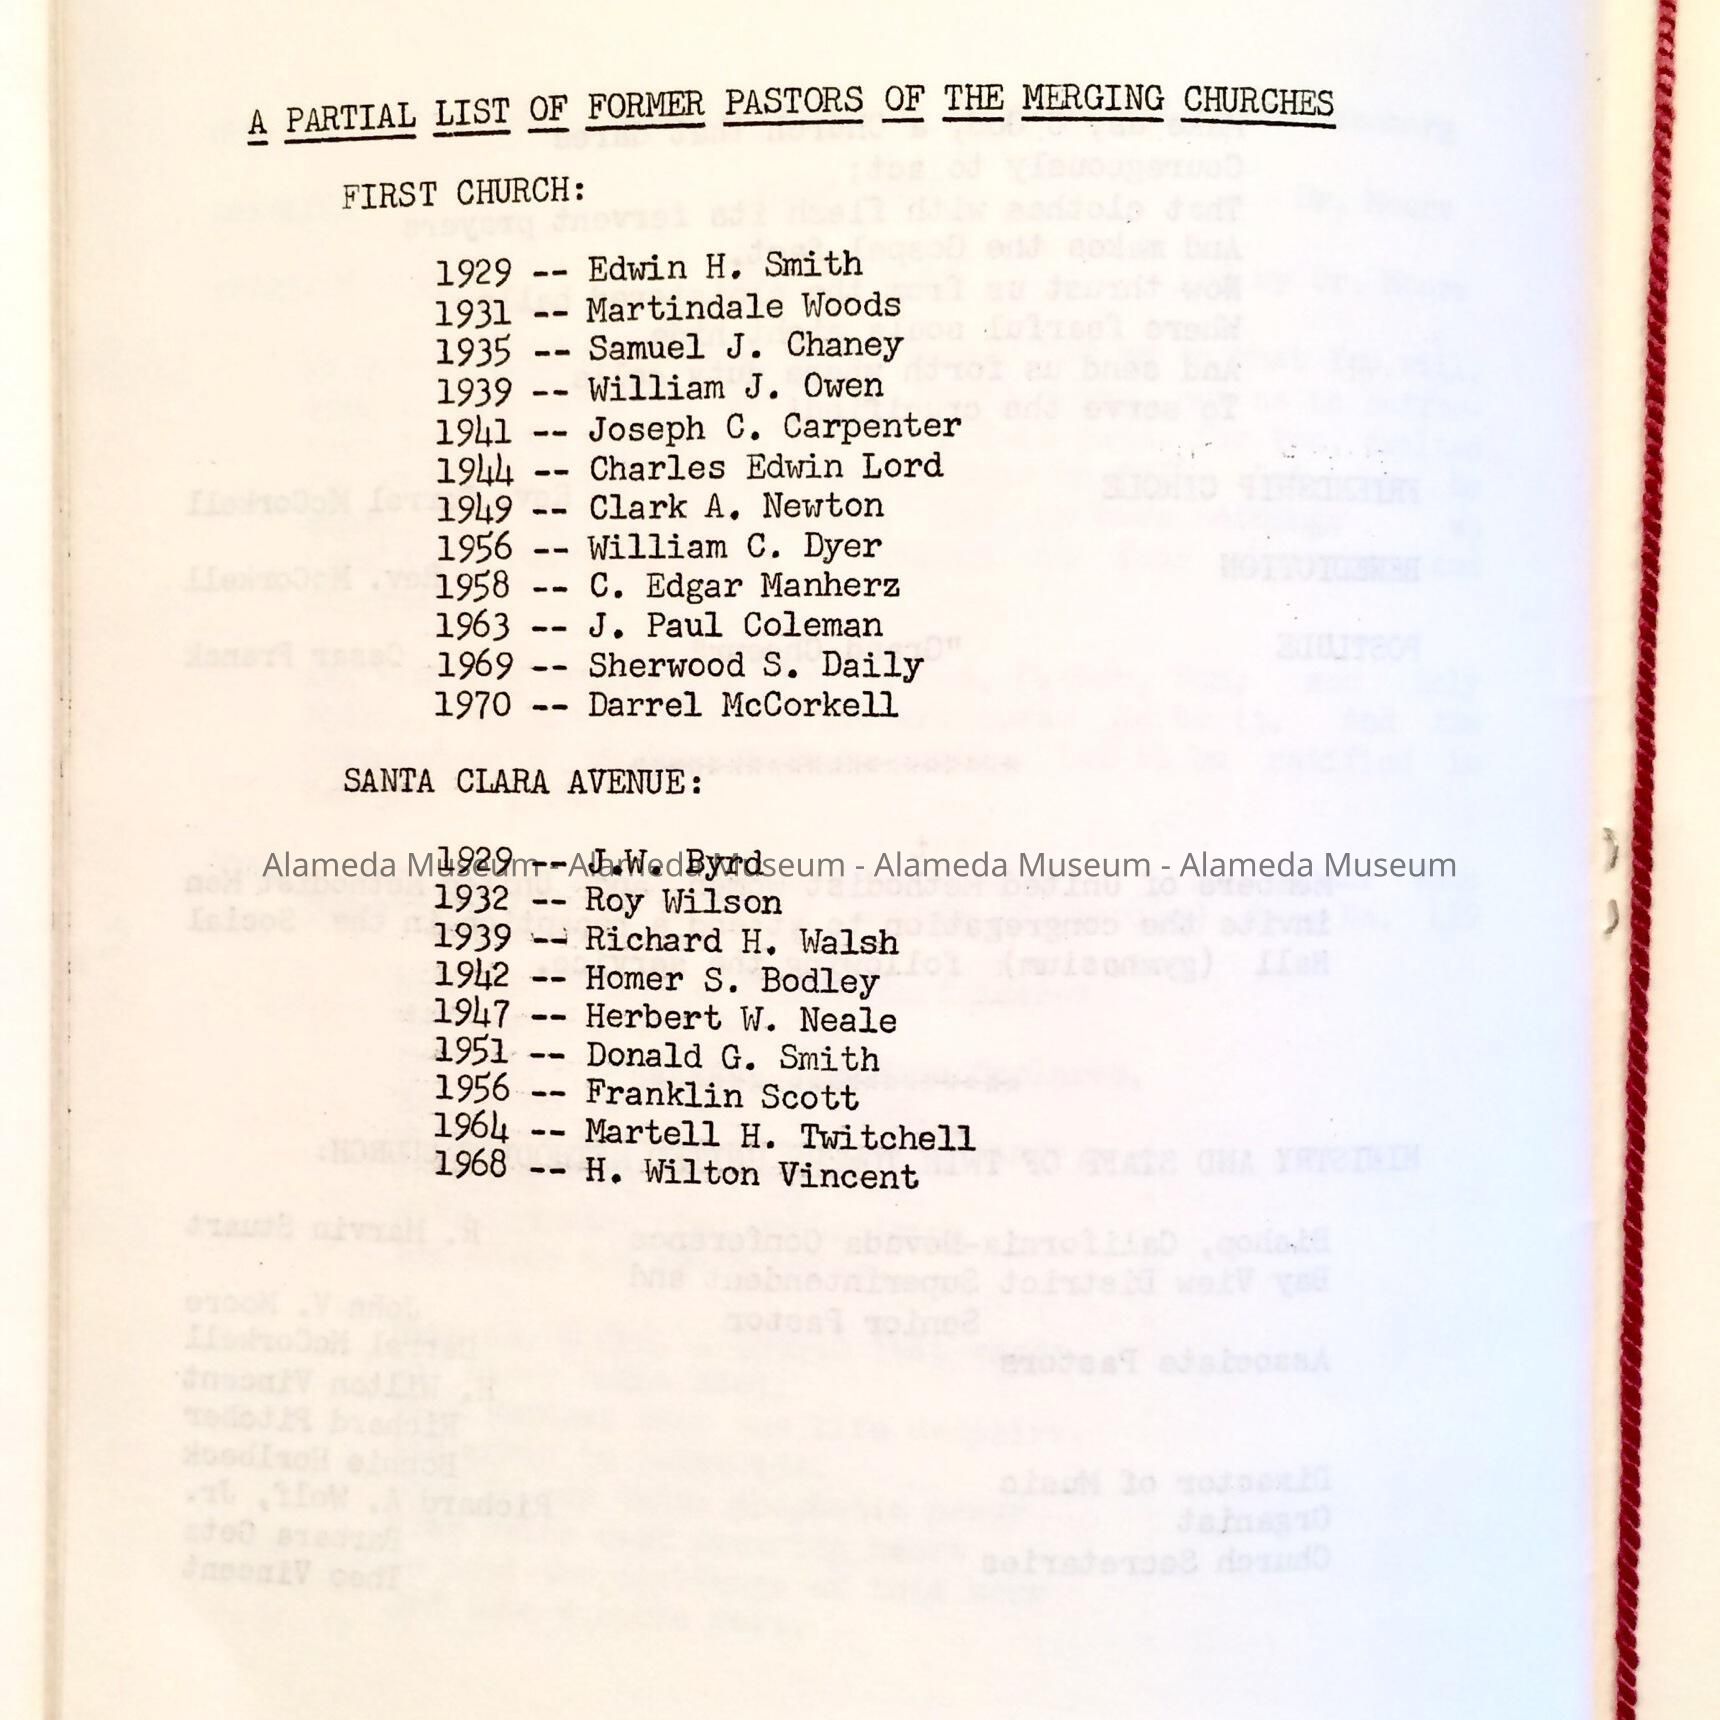 A PARTIAL LIST OF FORMER PASTORS OF THE MERGING CHURCHES
FIRST CHURCH:
1929 -- Edwin H. Smith
1931 -- Martindale Woods
1935 -- Samuel J. Chaney
1939 -- William J. Owen
1941 -- Joseph C. Carpenter
1944 -- Charles Edwin Lord
1949 -- Clark A. Newton
1956 -- William C. Dyer
1958 -- C. Edgar Manherz
1963 -- J. Paul Coleman
1969 -- Sherwood S. Daily
1970 -- Darrel McCorkell
SANTA CLARA AVENUE:
1929 -- J.W. Byrd
Alameda Museum - Alameda Museum - Alameda Museum - Alameda Museum
1932 -- Roy Wilson
1939 -- Richard H. Walsh
1942 -- Homer S. Bodley
1947 -- Herbert W. Neale
1951 -- Donald G. Smith
1956 -- Franklin Scott
1964 -- Martell H. Twitchell
1968 -- H. Wilton Vincent